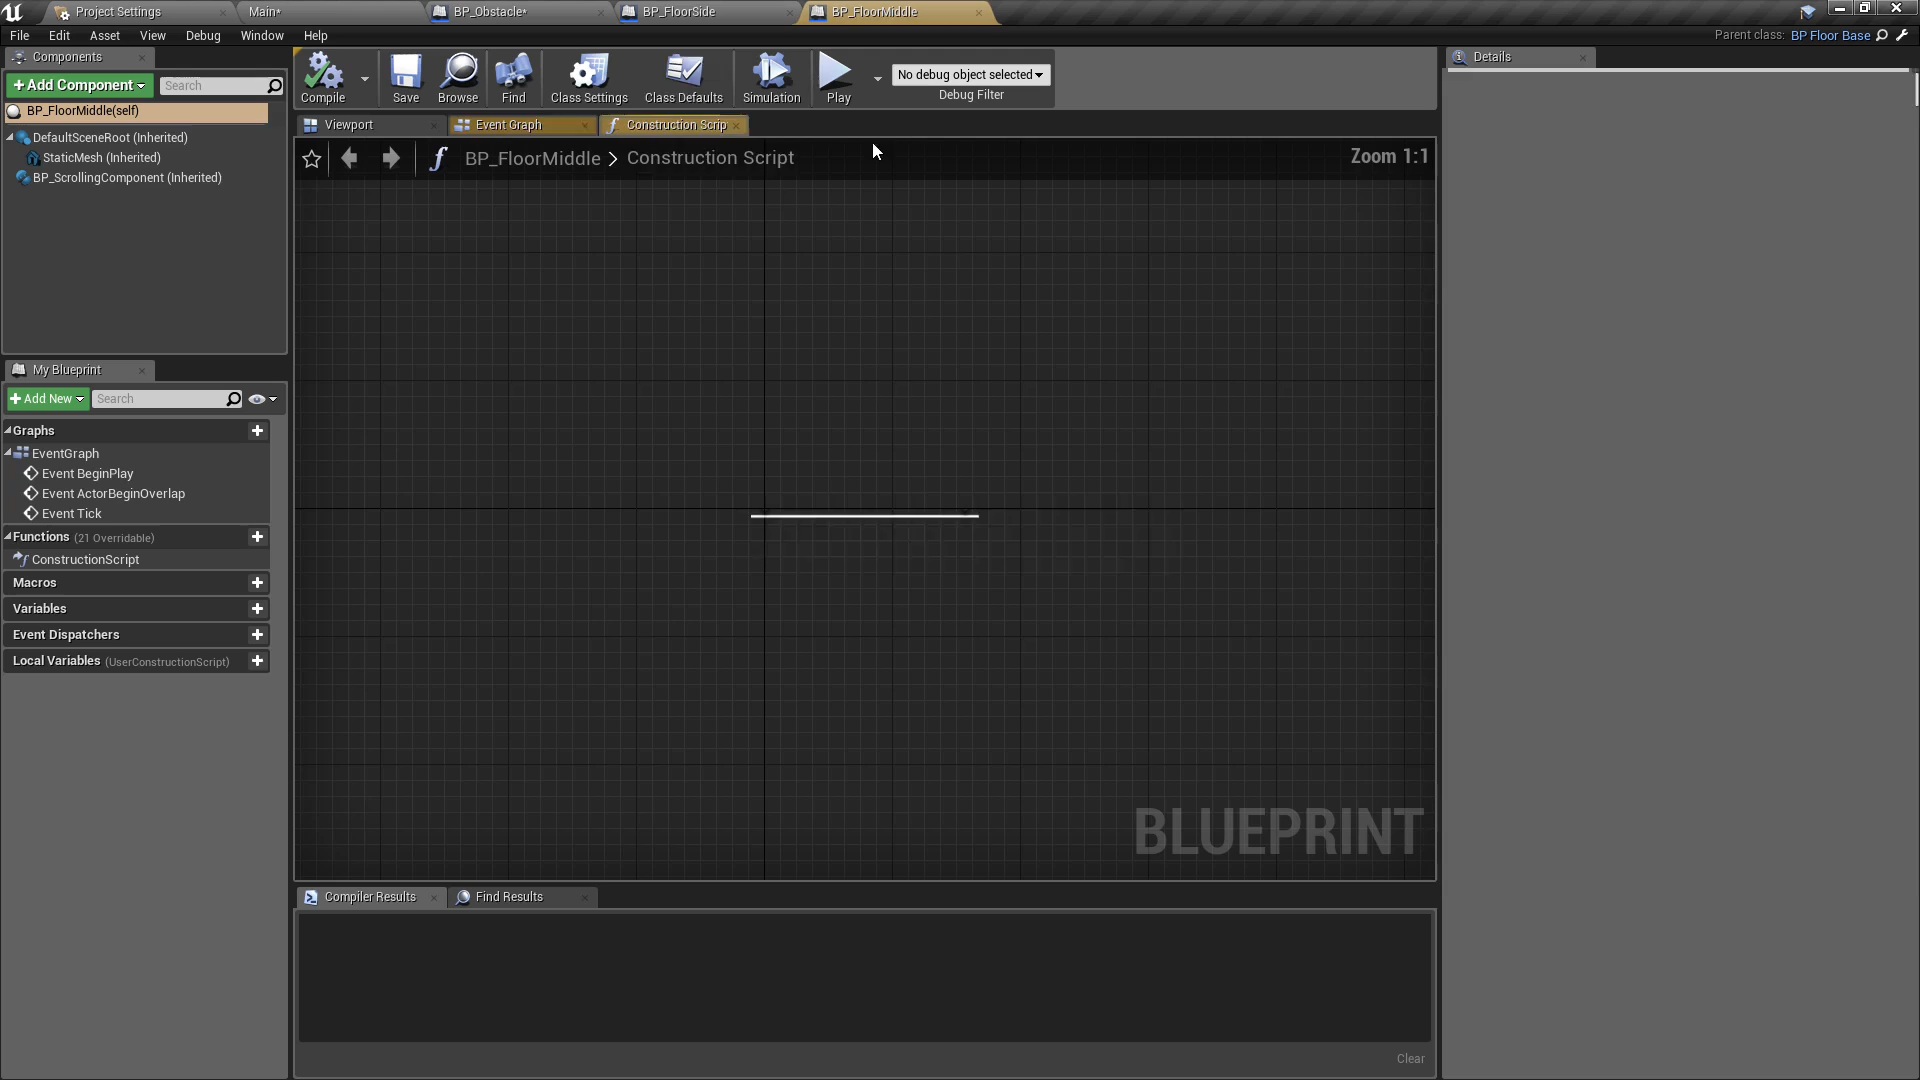 Project Settings
Main*
BP_Obstacle*
BP_FloorSide
BP_FloorMiddle
File Edit Asset View Debug Window Help
Parent class: BP Floor Base
Components
+Add Component
Search
BP_FloorMiddle(self)
DefaultSceneRoot (Inherited)
StaticMesh (Inherited)
BP_ScrollingComponent (Inherited)
My Blueprint
+Add New
Search
Graphs
EventGraph
Event BeginPlay
Event ActorBeginOverlap
Event Tick
Functions (21 Overridable)
ConstructionScript
Macros
Variables
Event Dispatchers
Local Variables (UserConstructionScript)
Compile
Save
Browse
Find
Class Settings
Class Defaults
Simulation
Play
No debug object selected
Debug Filter
Viewport
Event Graph
Construction Scrip
BP_FloorMiddle > Construction Script
Zoom 1:1
BLUEPRINT
Compiler Results
Find Results
Clear
Details